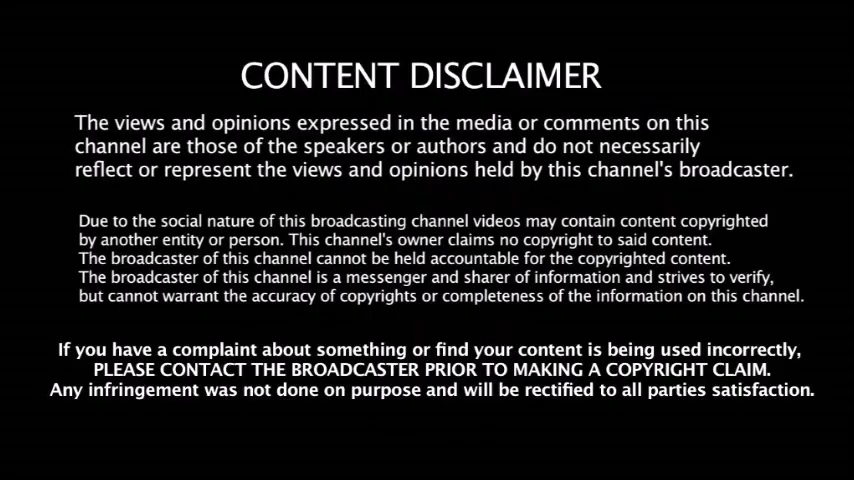 CONTENT DISCLAIMER
The views and opinions expressed in the media or comments on this
channel are those of the speakers or authors and do not necessarily
reflect or represent the views and opinions held by this channel's broadcaster.
Due to the social nature of this broadcasting channel videos may contain content copyrighted
by another entity or person. This channel's owner claims no copyright to said content.
The broadcaster of this channel cannot be held accountable for the copyrighted content.
The broadcaster of this channel is a messenger and sharer of information and strives to verify,
but cannot warrant the accuracy of copyrights or completeness of the information on this channel.
If you have a complaint about something or find your content is being used incorrectly,
PLEASE CONTACT THE BROADCASTER PRIOR TO MAKING A COPYRIGHT CLAIM.
Any infringement was not done on purpose and will be rectified to all parties satisfaction.